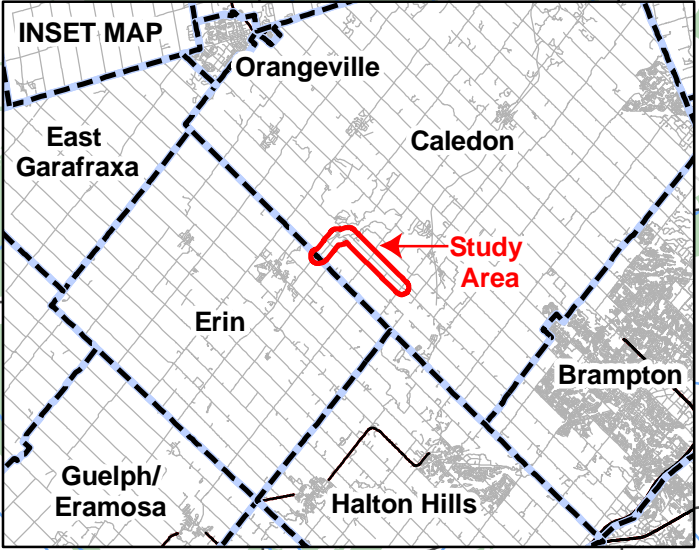 INSET MAP
Orangeville
East
Garafraxa
Caledon
Study
Area
Erin
Brampton
Guelph/
Eramosa
Halton Hills